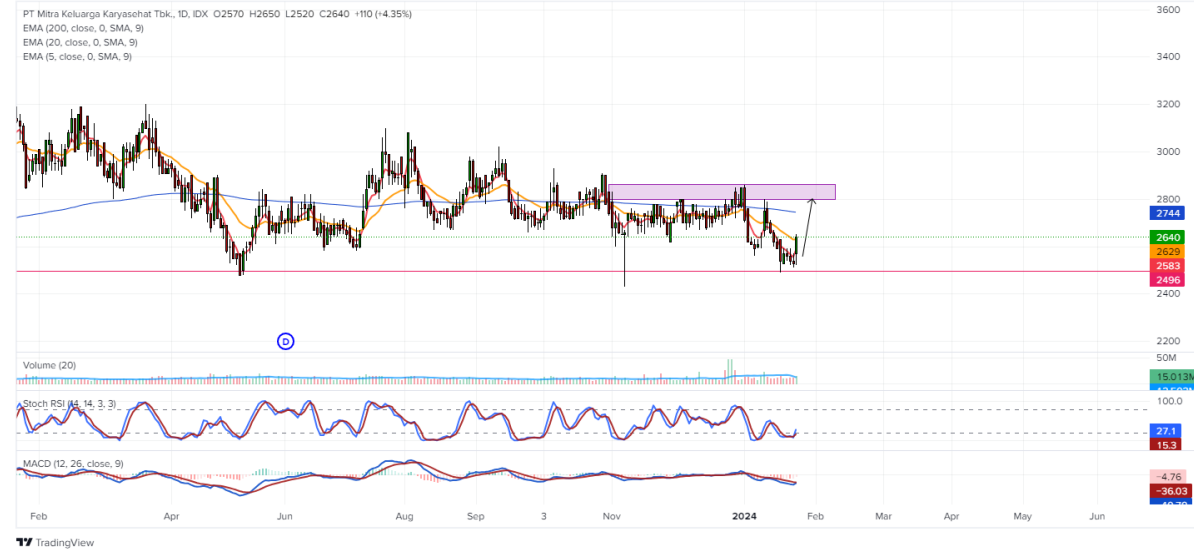 PT Mitra Keluarga Karyasehat Tbk., 1D, IDX O2570 H2650 L2520 C2640 +110 (+4.35%)
EMA (200, close, 0, SMA, 9)
EMA (20, close, 0, SMA, 9)
EMA (5, close, 0, SMA, 9)
3600
3400
3200
3000
2800
2744
2640
2629
2583
2496
2400
2200
D
Volume (20)
50M
15.013M
Stoch RSI (14, 14, 3, 3)
100.0
27.1
15.3
MACD (12, 26, close, 9)
−4.76
−36.03
Feb Apr Jun Aug Sep 3 Nov 2024 Feb Mar Apr May Jun
TradingView